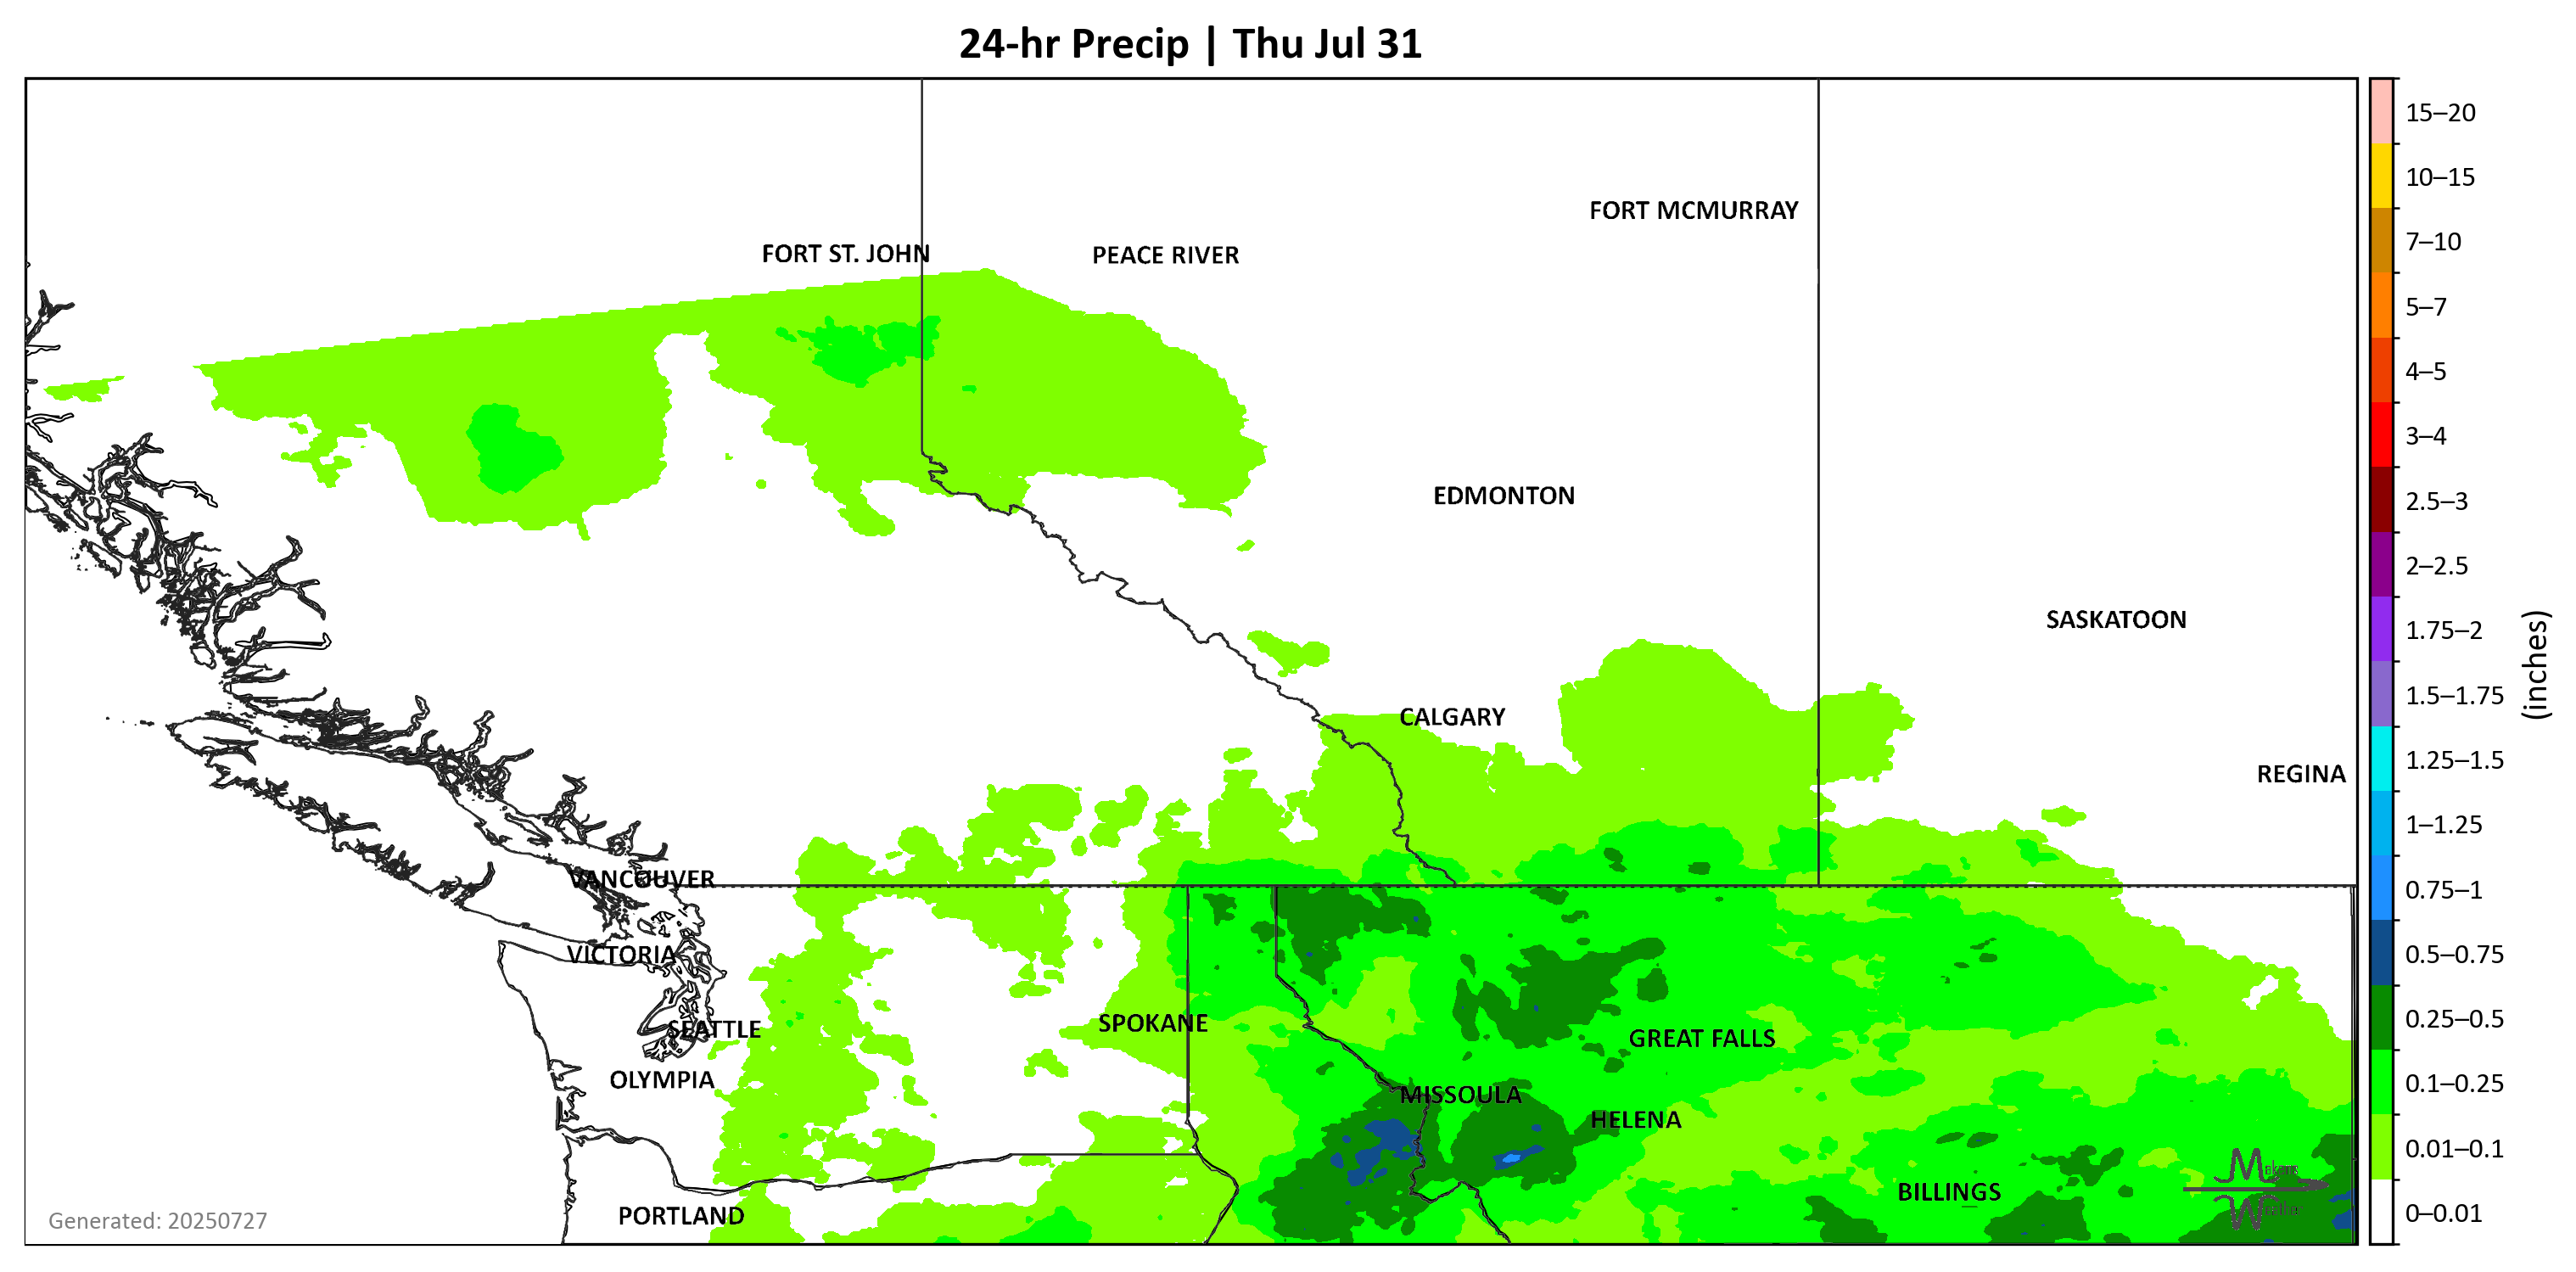 24-hr Precip | Thu Jul 31
FORT MCMURRAY
FORT ST. JOHN
PEACE RIVER
EDMONTON
SASKATOON
CALGARY
REGINA
VANCOUVER
VICTORIA
SPOKANE
SEATTLE
GREAT FALLS
OLYMPIA
MISSOULA
HELENA
BILLINGS
PORTLAND
Generated: 20250727
Weather
15–20
10–15
7–10
5–7
4–5
3–4
2.5–3
2–2.5
1.75–2
1.5–1.75
1.25–1.5
1–1.25
0.75–1
0.5–0.75
0.25–0.5
0.1–0.25
0.01–0.1
0–0.01
(inches)